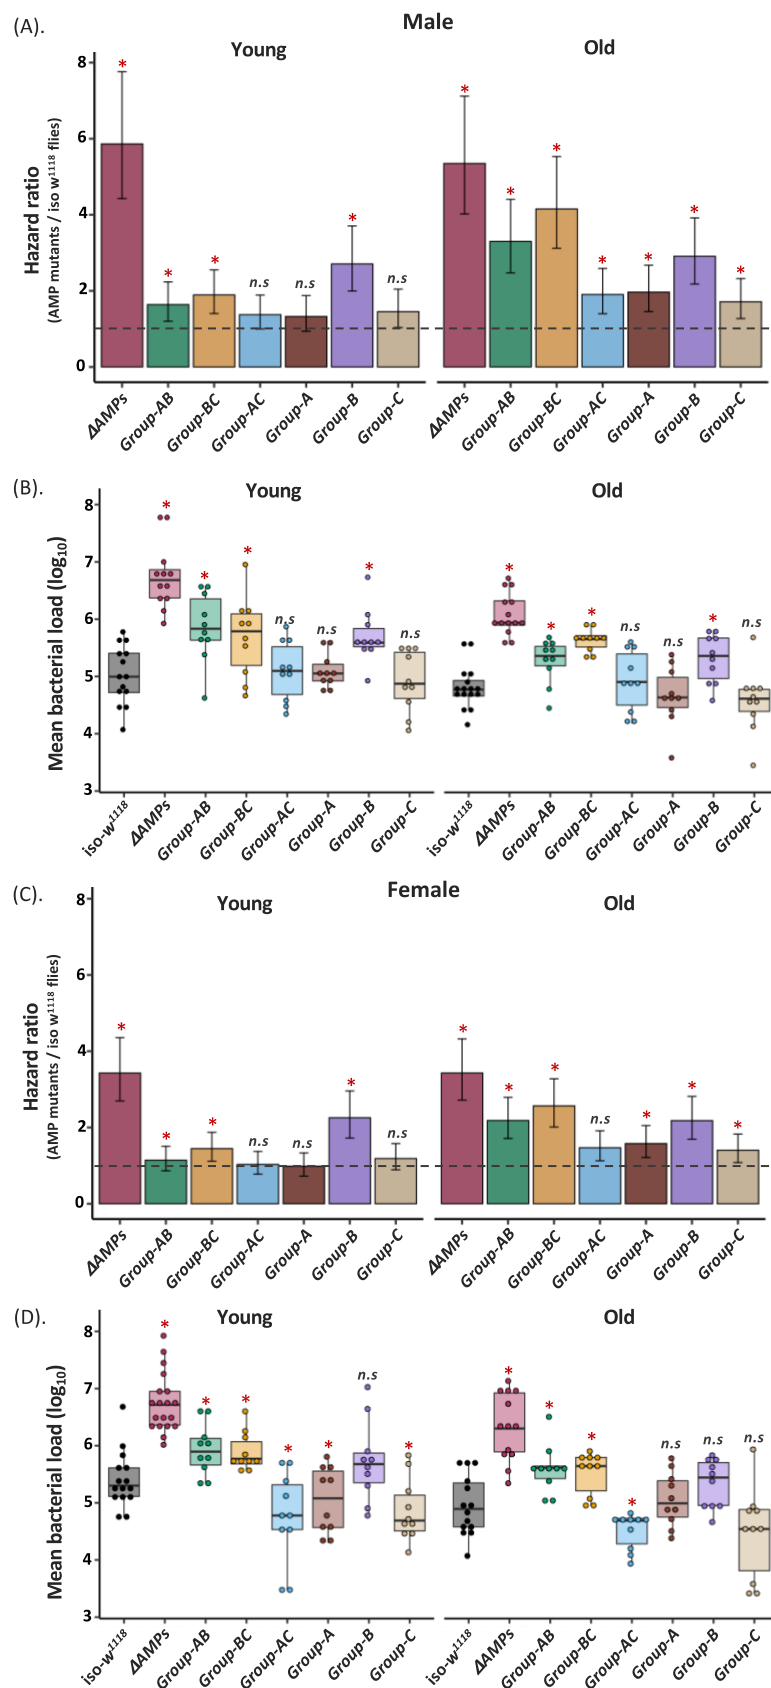 (A).
Male
Young
Old
Hazard ratio
(AMP mutants / iso w1118 flies)
8
6
4
2
0
*
*
*
n.s
n.s
*
n.s
*
*
*
*
*
*
*
ΔAMPs
Group-AB
Group-BC
Group-AC
Group-A
Group-B
Group-C
ΔAMPs
Group-AB
Group-BC
Group-AC
Group-A
Group-B
Group-C
(B).
Young
Old
Mean bacterial load (log10)
8
7
6
5
4
3
*
*
*
n.s
n.s
*
n.s
*
*
*
n.s
n.s
*
n.s
iso-w1118
ΔAMPs
Group-AB
Group-BC
Group-AC
Group-A
Group-B
Group-C
iso-w1118
ΔAMPs
Group-AB
Group-BC
Group-AC
Group-A
Group-B
Group-C
(C).
Female
Young
Old
Hazard ratio
(AMP mutants / iso w1118 flies)
8
6
4
2
0
*
*
*
n.s
n.s
*
n.s
*
*
*
n.s
*
*
*
ΔAMPs
Group-AB
Group-BC
Group-AC
Group-A
Group-B
Group-C
ΔAMPs
Group-AB
Group-BC
Group-AC
Group-A
Group-B
Group-C
(D).
Young
Old
Mean bacterial load (log10)
8
7
6
5
4
3
*
*
*
*
*
n.s
*
*
*
*
*
n.s
n.s
n.s
iso-w1118
ΔAMPs
Group-AB
Group-BC
Group-AC
Group-A
Group-B
Group-C
iso-w1118
ΔAMPs
Group-AB
Group-BC
Group-AC
Group-A
Group-B
Group-C